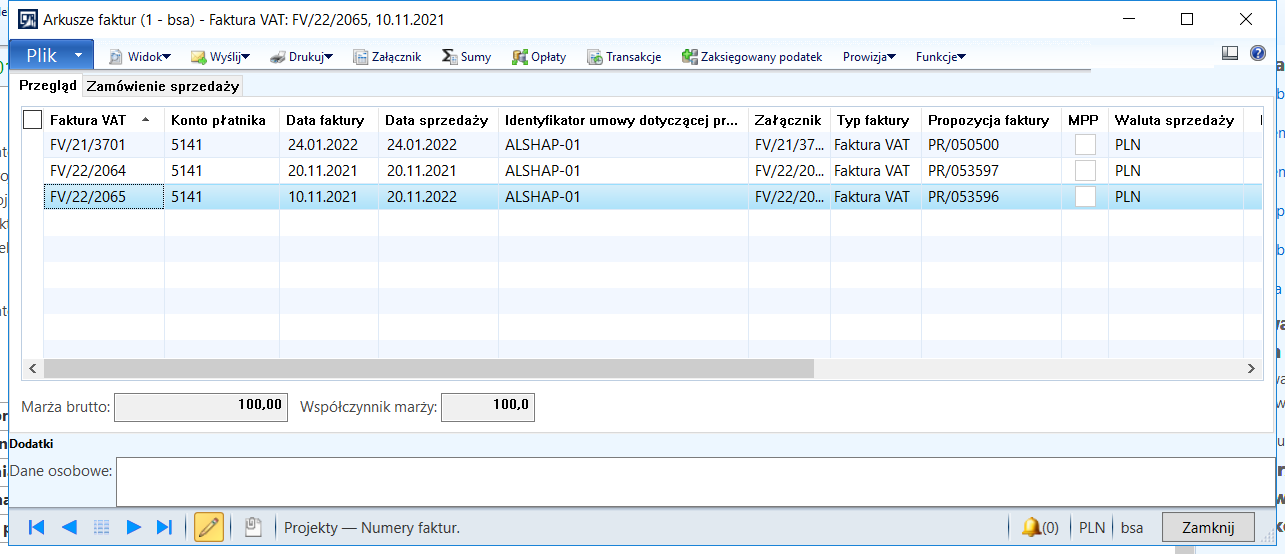 Arkusze faktur (1 - bsa) - Faktura VAT: FV/22/2065, 10.11.2021
Plik Widok Wyślij Drukuj Załącznik Sumy Opłaty Transakcje Zaksięgowany podatek Prowizja Funkcje
Przegląd Zamówienie sprzedaży
Faktura VAT Konto płatnika Data faktury Data sprzedaży Identyfikator umowy dotyczącej pr... Załącznik Typ faktury Propozycja faktury MPP Waluta sprzedaży
FV/21/3701 5141 24.01.2022 24.01.2022 ALSHAP-01 FV/21/37... Faktura VAT PR/050500 PLN
FV/22/2064 5141 20.11.2021 20.11.2021 ALSHAP-01 FV/22/20... Faktura VAT PR/053597 PLN
FV/22/2065 5141 10.11.2021 20.11.2022 ALSHAP-01 FV/22/20... Faktura VAT PR/053596 PLN
Marża brutto: 100,00 Współczynnik marży: 100,0
Dodatki
Dane osobowe:
Projekty — Numery faktur. (0) PLN bsa Zamknij